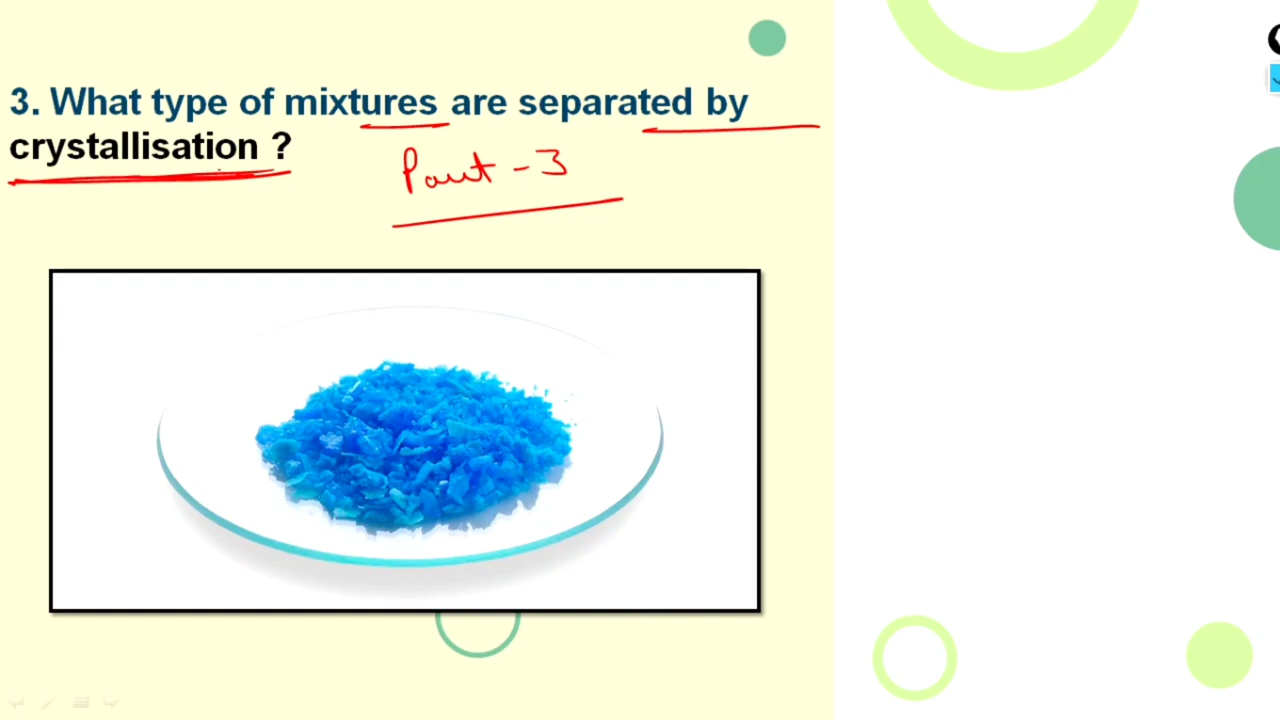 3. What type of mixtures are separated by
crystallisation ?
Part - 3